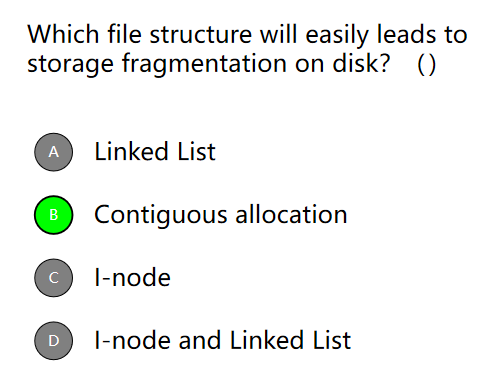 Which file structure will easily leads to
storage fragmentation on disk? ()
A Linked List
B Contiguous allocation
C I-node
D I-node and Linked List